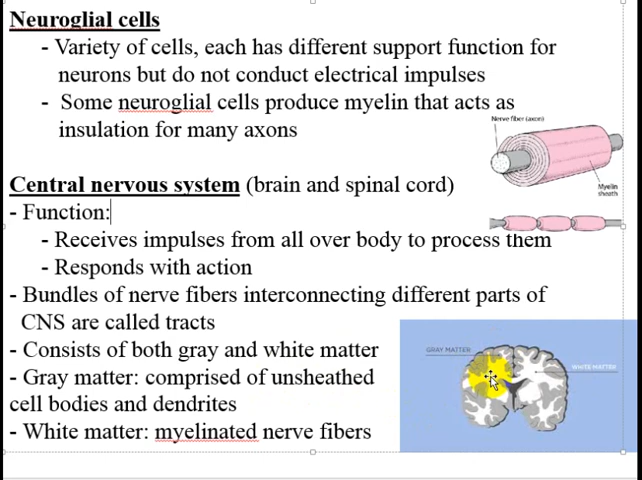 Neuroglial cells
- Variety of cells, each has different support function for
neurons but do not conduct electrical impulses
- Some neuroglial cells produce myelin that acts as
insulation for many axons
Nerve fiber (axon)
Myelin
sheath
Central nervous system (brain and spinal cord)
- Function:
- Receives impulses from all over body to process them
- Responds with action
- Bundles of nerve fibers interconnecting different parts of
CNS are called tracts
- Consists of both gray and white matter
- Gray matter: comprised of unsheathed
cell bodies and dendrites
- White matter: myelinated nerve fibers
GRAY MATTER
WHITE MATTER